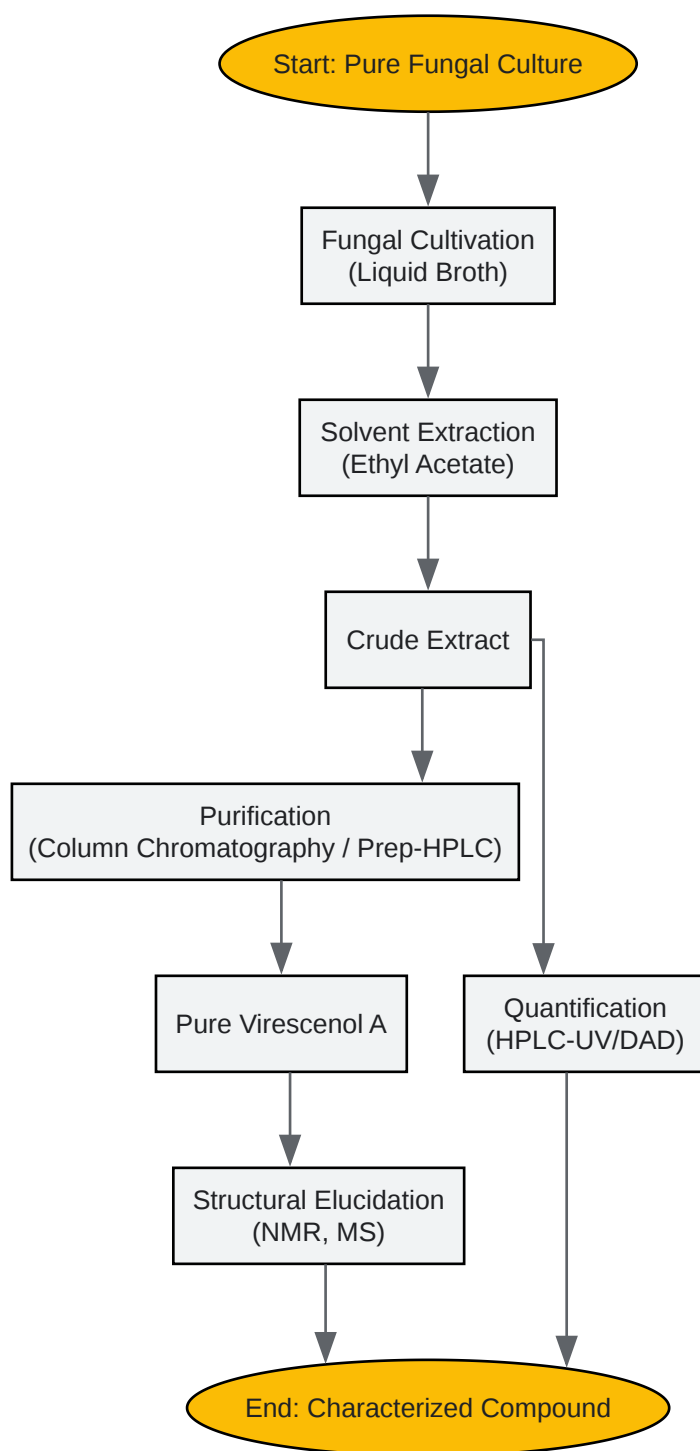 Start: Pure Fungal Culture
Fungal Cultivation
(Liquid Broth)
Solvent Extraction
(Ethyl Acetate)
Crude Extract
Purification
(Column Chromatography / Prep-HPLC)
Pure Virescenol A
Quantification
(HPLC-UV/DAD)
Structural Elucidation
(NMR, MS)
End: Characterized Compound